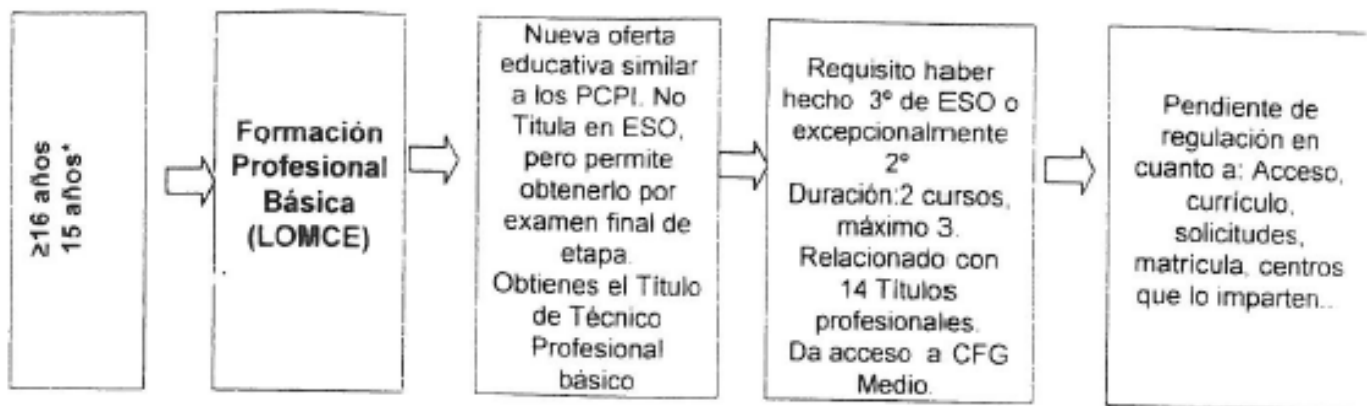 ≥16 años
15 años*
Formación
Profesional
Básica
(LOMCE)
Nueva oferta
educativa similar
a los PCPI. No
Titula en ESO,
pero permite
obtenerlo por
examen final de
etapa.
Obtienes el Título
de Técnico
Profesional
básico
Requisito haber
hecho 3º de ESO o
excepcionalmente
2º
Duración:2 cursos,
máximo 3.
Relacionado con
14 Títulos
profesionales.
Da acceso a CFG
Medio.
Pendiente de
regulación en
cuanto a: Acceso,
currículo,
solicitudes,
matricula, centros
que lo imparten...